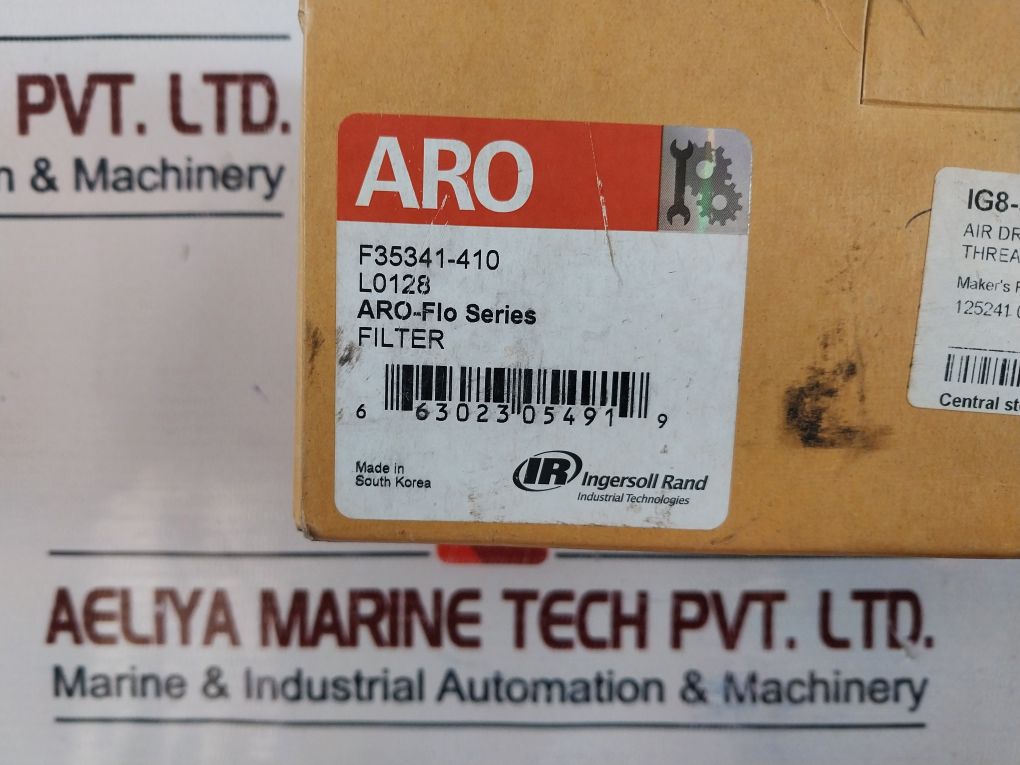 PVT. LTD.
& Machinery
ARO
F35341-410
L0128
ARO-Flo Series
FILTER
6 63023 05491 9
Made in
South Korea
IR Ingersoll Rand
Industrial Technologies
IG8-
AIR DR
THREA
Maker's
125241
Central st
AELIYA MARINE TECH PVT. LTD.
Marine & Industrial Automation & Machinery